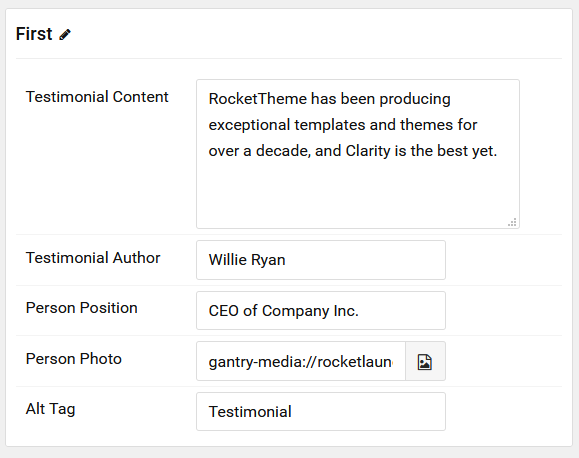 First
Testimonial Content
RocketTheme has been producing
exceptional templates and themes for
over a decade, and Clarity is the best yet.
Testimonial Author
Willie Ryan
Person Position
CEO of Company Inc.
Person Photo
gantry-media://rocketlaun
Alt Tag
Testimonial